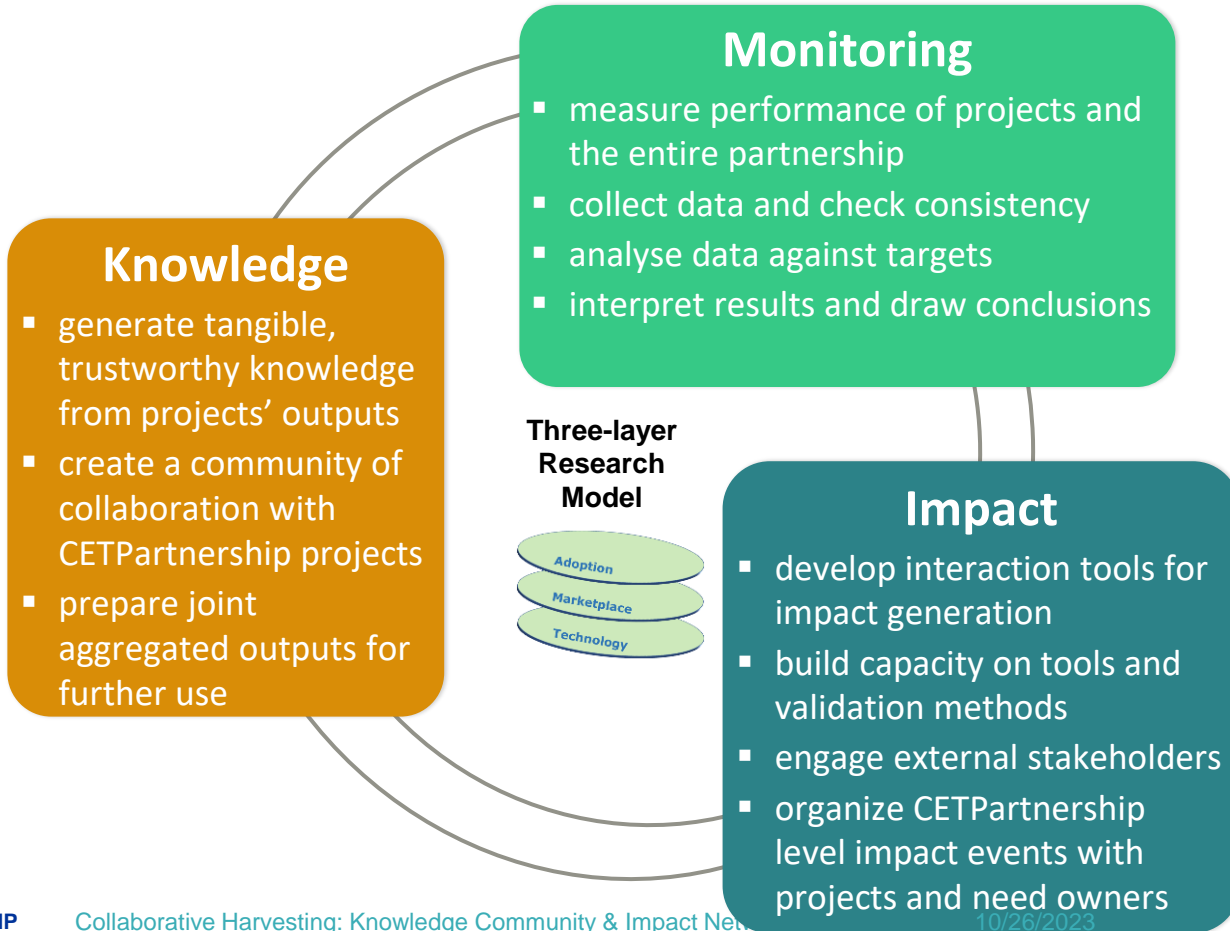 Monitoring
▪ measure performance of projects and
the entire partnership
▪ collect data and check consistency
▪ analyse data against targets
▪ interpret results and draw conclusions
Knowledge
▪ generate tangible,
trustworthy knowledge
from projects’ outputs
▪ create a community of
collaboration with
CETPartnership projects
▪ prepare joint
aggregated outputs for
further use
Three-layer
Research
Model
Adoption
Marketplace
Technology
Impact
▪ develop interaction tools for
impact generation
▪ build capacity on tools and
validation methods
▪ engage external stakeholders
▪ organize CETPartnership
level impact events with
projects and need owners
Collaborative Harvesting: Knowledge Community & Impact 10/26/2023